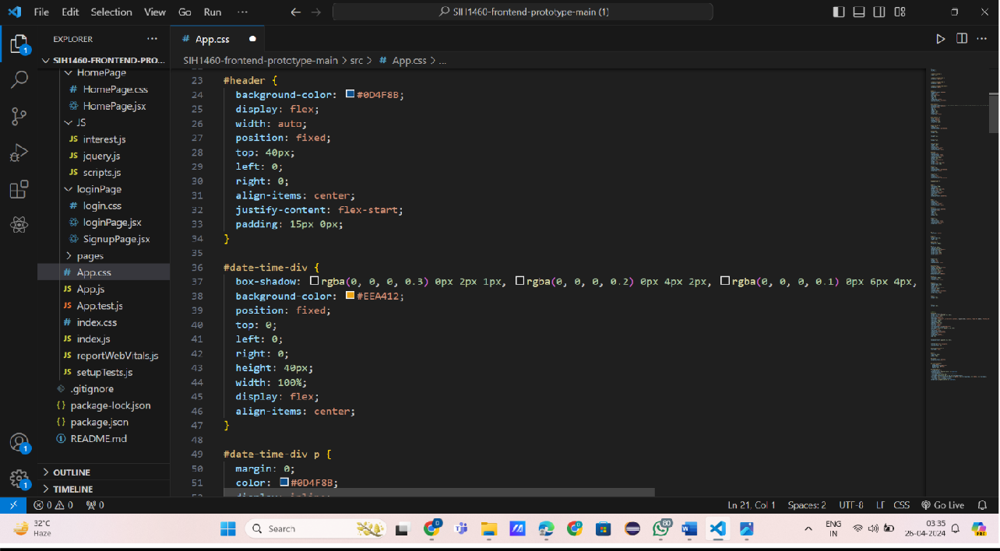 File Edit Selection View Go Run ··· ← → SIH1460-frontend-prototype-main (1)
EXPLORER ···
# App.css
SIH1460-FRONTEND-PRO...
SIH1460-frontend-prototype-main > src > # App.css > ...
HomePage
# HomePage.css
HomePage.jsx
JS
JS interest.js
JS jquery.js
JS scripts.js
loginPage
# login.css
loginPage.jsx
SignupPage.jsx
pages
# App.css
JS App.js
JS App.test.js
# index.css
JS index.js
JS reportWebVitals.js
JS setupTests.js
.gitignore
{} package-lock.json
{} package.json
README.md
OUTLINE
TIMELINE
23 #header {
24 background-color: #0D4F8B;
25 display: flex;
26 width: auto;
27 position: fixed;
28 top: 40px;
29 left: 0;
30 right: 0;
31 align-items: center;
32 justify-content: flex-start;
33 padding: 15px 0px;
34 }
35
36 #date-time-div {
37 box-shadow: rgba(0, 0, 0, 0.3) 0px 2px 1px, rgba(0, 0, 0, 0.2) 0px 4px 2px, rgba(0, 0, 0, 0.1) 0px 6px 4px,
38 background-color: #EEA412;
39 position: fixed;
40 top: 0;
41 left: 0;
42 right: 0;
43 height: 40px;
44 width: 100%;
45 display: flex;
46 align-items: center;
47 }
48
49 #date-time-div p {
50 margin: 0;
51 color: #0D4F8B;
1
1
1
0 0 0 Ln 21, Col 1 Spaces: 2 UTF-8 LF CSS Go Live
32°C
Haze
Search
80
ENG
IN
03:35
26-04-2024